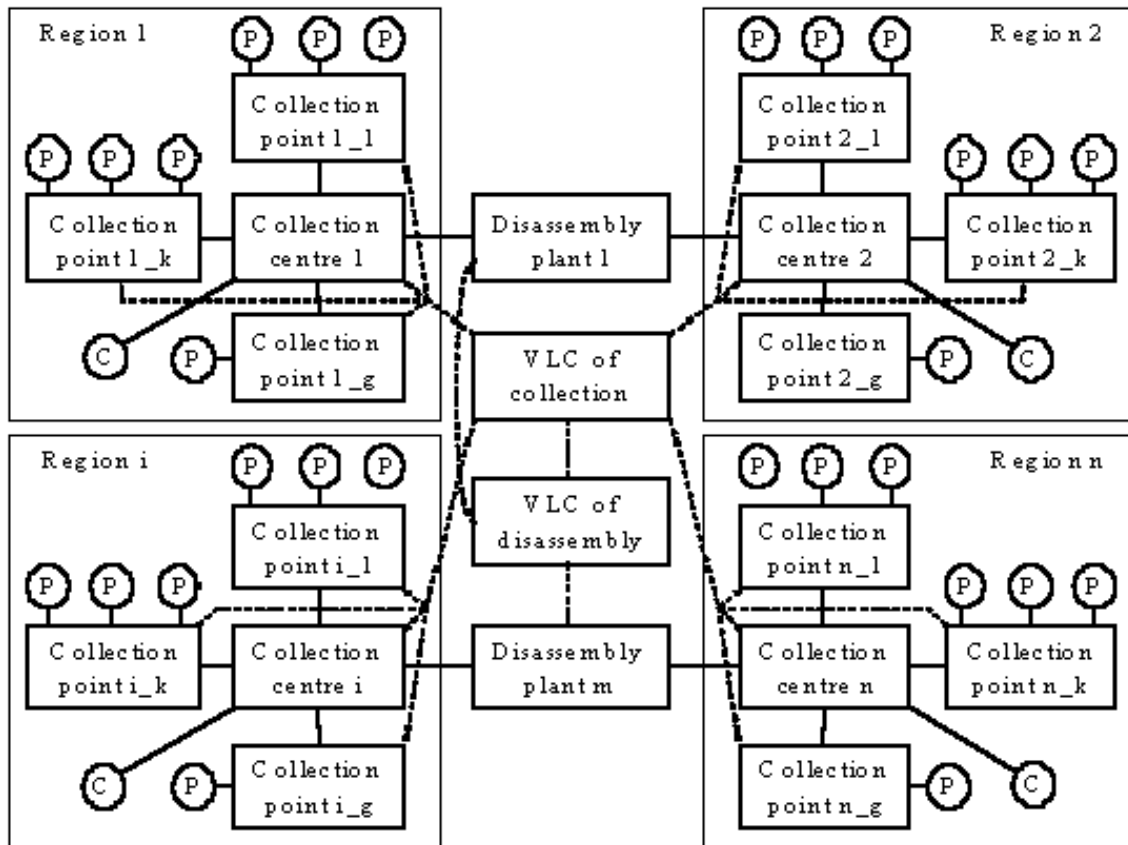 Region 1
P P P
Collection
point 1_1
P P P
Collection
point 1_k
Collection
centre 1
C
P
Collection
point 1_g
Region 2
P P P
Collection
point 2_1
P P P
Collection
centre 2
Collection
point 2_k
Collection
point 2_g
P
C
Disassembly
plant 1
VLC of
collection
VLC of
disassembly
Disassembly
plant m
Region i
P P P
Collection
point i_1
P P P
Collection
point i_k
Collection
centre i
C
P
Collection
point i_g
Region n
P P P
Collection
point n_1
P P P
Collection
centre n
Collection
point n_k
Collection
point n_g
P
C